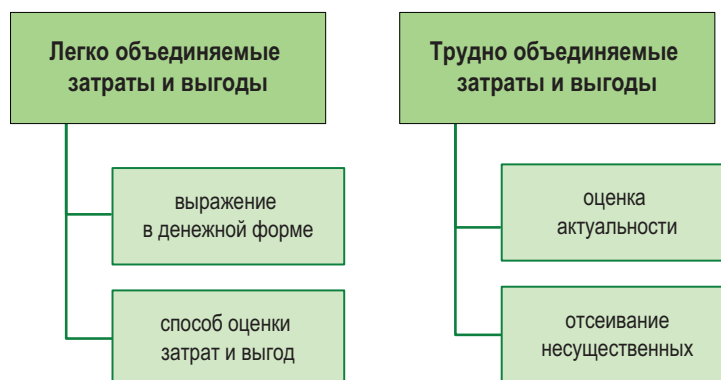 Легко объединяемые
затраты и выгоды
выражение
в денежной форме
способ оценки
затрат и выгод
Трудно объединяемые
затраты и выгоды
оценка
актуальности
отсеивание
несущественных